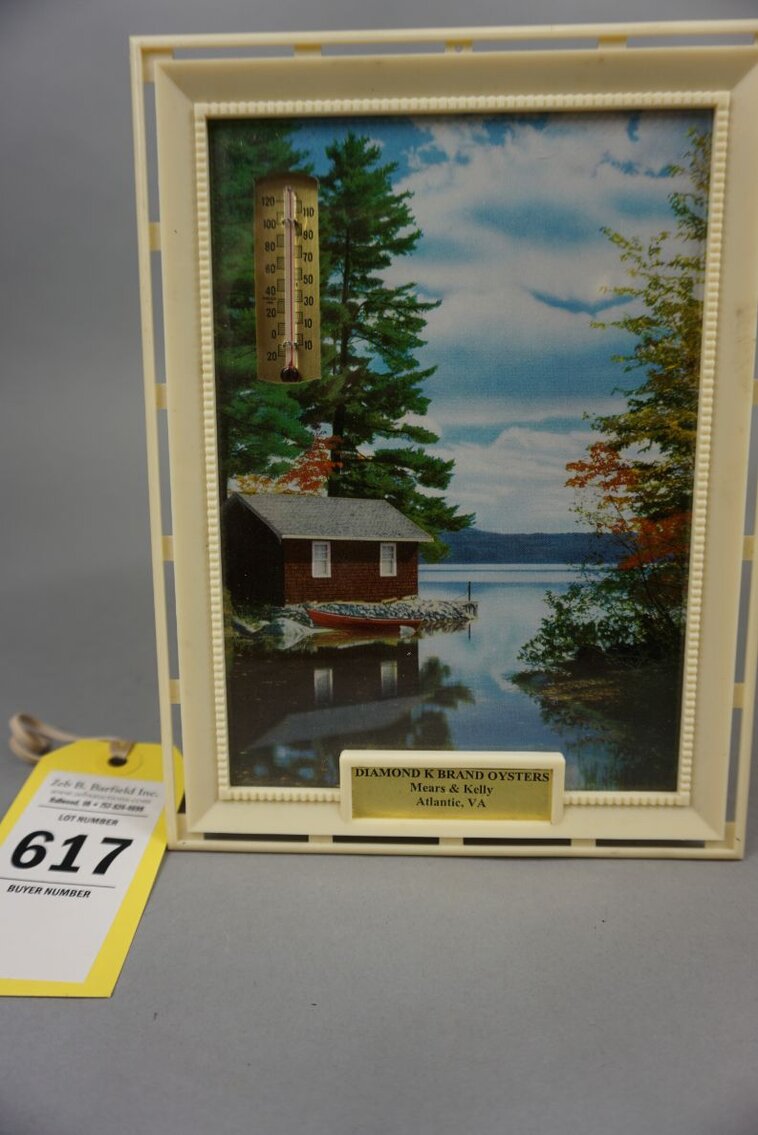 120
110
100
90
80
70
60
50
40
30
20
10
0
10
20
DIAMOND K BRAND OYSTERS
Mears & Kelly
Atlantic, VA
Zeb B. Barfield Inc.
LOT NUMBER
617
BUYER NUMBER